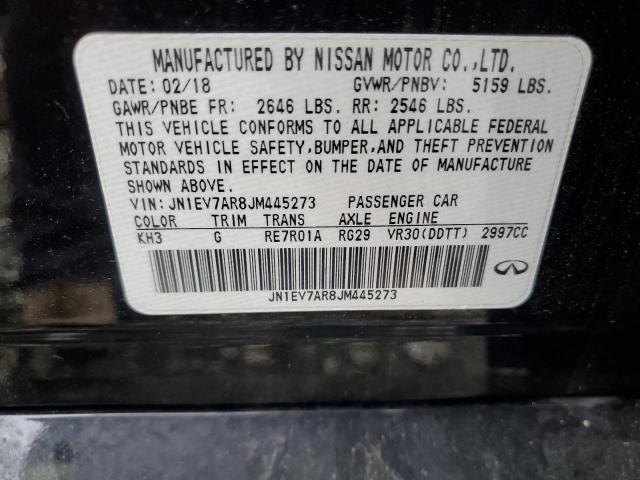 MANUFACTURED BY NISSAN MOTOR CO.,LTD.
DATE: 02/18 GVWR/PNBV: 5159 LBS.
GAWR/PNBE FR: 2646 LBS. RR: 2546 LBS.
THIS VEHICLE CONFORMS TO ALL APPLICABLE FEDERAL
MOTOR VEHICLE SAFETY,BUMPER,AND THEFT PREVENTION
STANDARDS IN EFFECT ON THE DATE OF MANUFACTURE
SHOWN ABOVE.
VIN: JN1EV7AR8JM445273 PASSENGER CAR
COLOR TRIM TRANS AXLE ENGINE
KH3 G RE7R01A RG29 VR30(DDTT) 2997CC
JN1EV7AR8JM445273